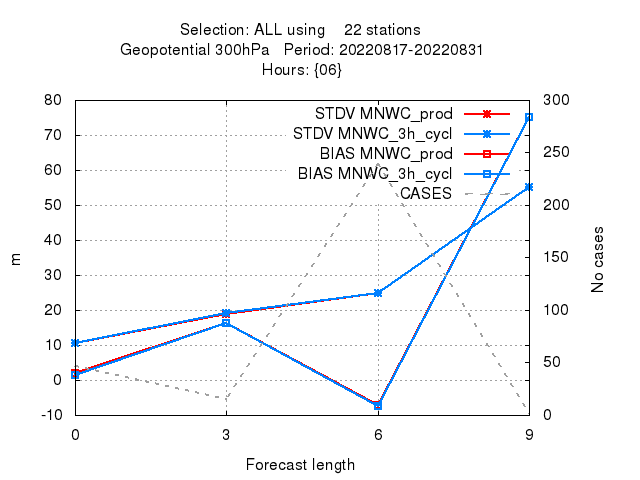 Selection: ALL using    22 stations
Geopotential 300hPa   Period: 20220817-20220831
Hours: {06}
80 300
STDV MNWC_prod
70
STDV MNWC_3h_cycl
250
BIAS MNWC_prod
60
BIAS MNWC_3h_cycl
CASES
50 200
40
m
No cases
30 150
20 100
10
50
0
-10 0
0 3 6 9
Forecast length